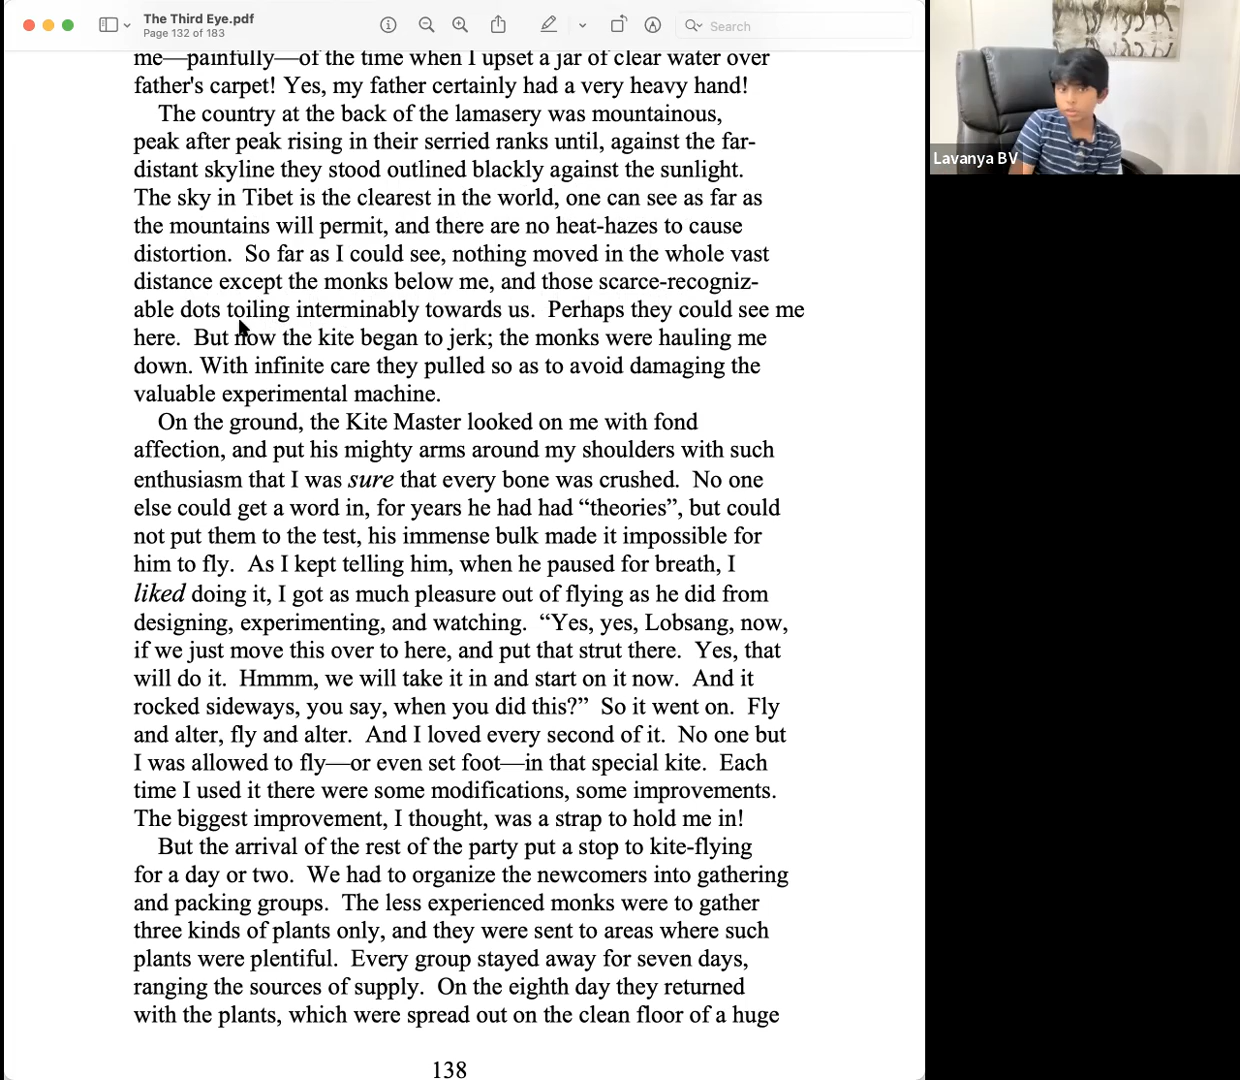 The Third Eye.pdf
Page 132 of 183
Search
me—painfully—of the time when I upset a jar of clear water over
father's carpet! Yes, my father certainly had a very heavy hand!
The country at the back of the lamasery was mountainous,
peak after peak rising in their serried ranks until, against the far-
distant skyline they stood outlined blackly against the sunlight.
The sky in Tibet is the clearest in the world, one can see as far as
the mountains will permit, and there are no heat-hazes to cause
distortion. So far as I could see, nothing moved in the whole vast
distance except the monks below me, and those scarce-recogniz-
able dots toiling interminably towards us. Perhaps they could see me
here. But now the kite began to jerk; the monks were hauling me
down. With infinite care they pulled so as to avoid damaging the
valuable experimental machine.
On the ground, the Kite Master looked on me with fond
affection, and put his mighty arms around my shoulders with such
enthusiasm that I was sure that every bone was crushed. No one
else could get a word in, for years he had had “theories”, but could
not put them to the test, his immense bulk made it impossible for
him to fly. As I kept telling him, when he paused for breath, I
liked doing it, I got as much pleasure out of flying as he did from
designing, experimenting, and watching. “Yes, yes, Lobsang, now,
if we just move this over to here, and put that strut there. Yes, that
will do it. Hmmm, we will take it in and start on it now. And it
rocked sideways, you say, when you did this?” So it went on. Fly
and alter, fly and alter. And I loved every second of it. No one but
I was allowed to fly—or even set foot—in that special kite. Each
time I used it there were some modifications, some improvements.
The biggest improvement, I thought, was a strap to hold me in!
But the arrival of the rest of the party put a stop to kite-flying
for a day or two. We had to organize the newcomers into gathering
and packing groups. The less experienced monks were to gather
three kinds of plants only, and they were sent to areas where such
plants were plentiful. Every group stayed away for seven days,
ranging the sources of supply. On the eighth day they returned
with the plants, which were spread out on the clean floor of a huge
138
Lavanya BV